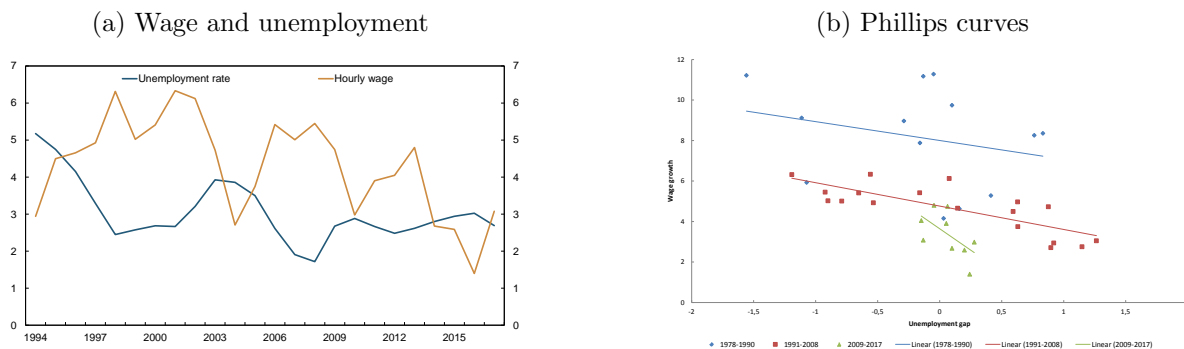 (a) Wage and unemployment
7 7
Unemployment rate Hourly wage
6 6
5 5
4 4
3 3
2 2
1 1
0 0
1994 1997 2000 2003 2006 2009 2012 2015
(b) Phillips curves
12
10
8
6
4
2
0
Wage growth
-2 -1,5 -1 -0,5 0 0,5 1 1,5 2
Unemployment gap
1978-1990 1991-2008 2009-2017 Linear (1978-1990) Linear (1991-2008) Linear (2009-2017)